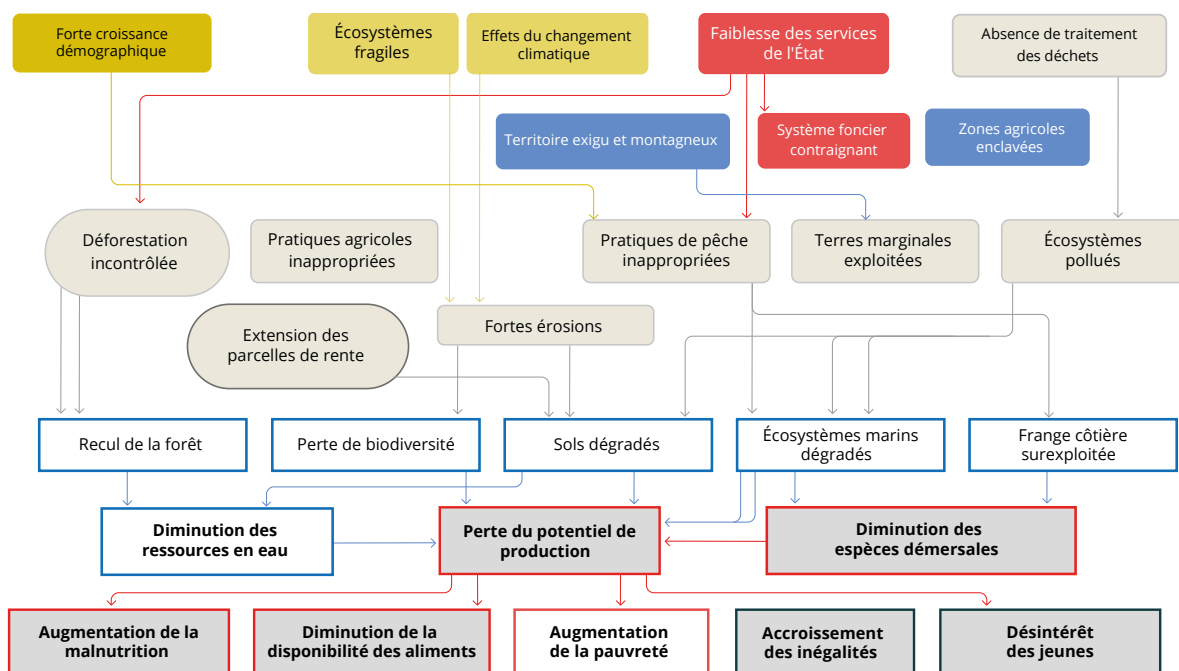 Forte croissance
démographique
Écosystèmes
fragiles
Effets du changement
climatique
Faiblesse des services
de l'État
Absence de traitement
des déchets
Territoire exigu et montagneux
Système foncier
contraignant
Zones agricoles
enclavées
Déforestation
incontrôlée
Pratiques agricoles
inappropriées
Pratiques de pêche
inappropriées
Terres marginales
exploitées
Écosystèmes
pollués
Extension des
parcelles de rente
Fortes érosions
Recul de la forêt
Perte de biodiversité
Sols dégradés
Écosystèmes marins
dégradés
Frange côtière
surexploitée
Diminution des
ressources en eau
Perte du potentiel de
production
Diminution des
espèces démersales
Augmentation de la
malnutrition
Diminution de la
disponibilité des aliments
Augmentation
de la pauvreté
Accroissement
des inégalités
Désintérêt
des jeunes